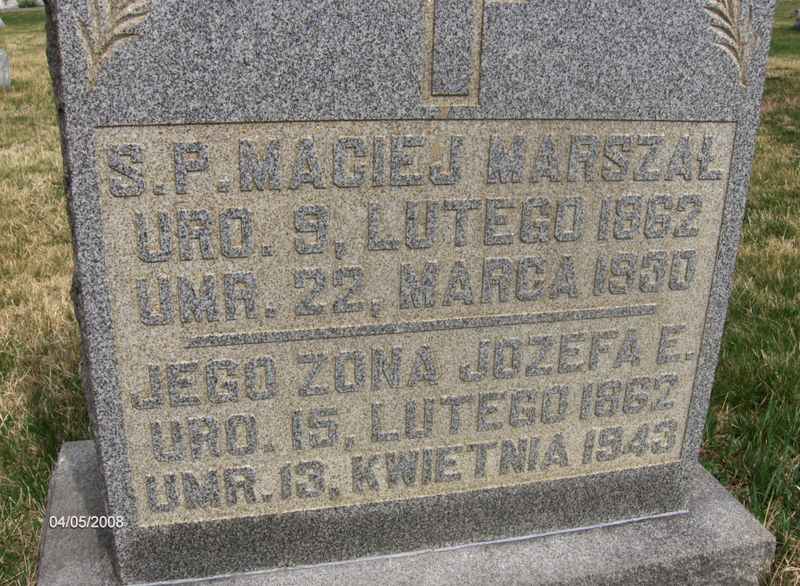 S.P. MACIEJ MARSZAŁ
URO. 9, LUTEGO 1862
UMR. 22, MARCA 1930
JEGO ZONA JOZEFA E.
URO. 15, LUTEGO 1862
UMR. 13, KWIETNIA 1943
04/05/2008